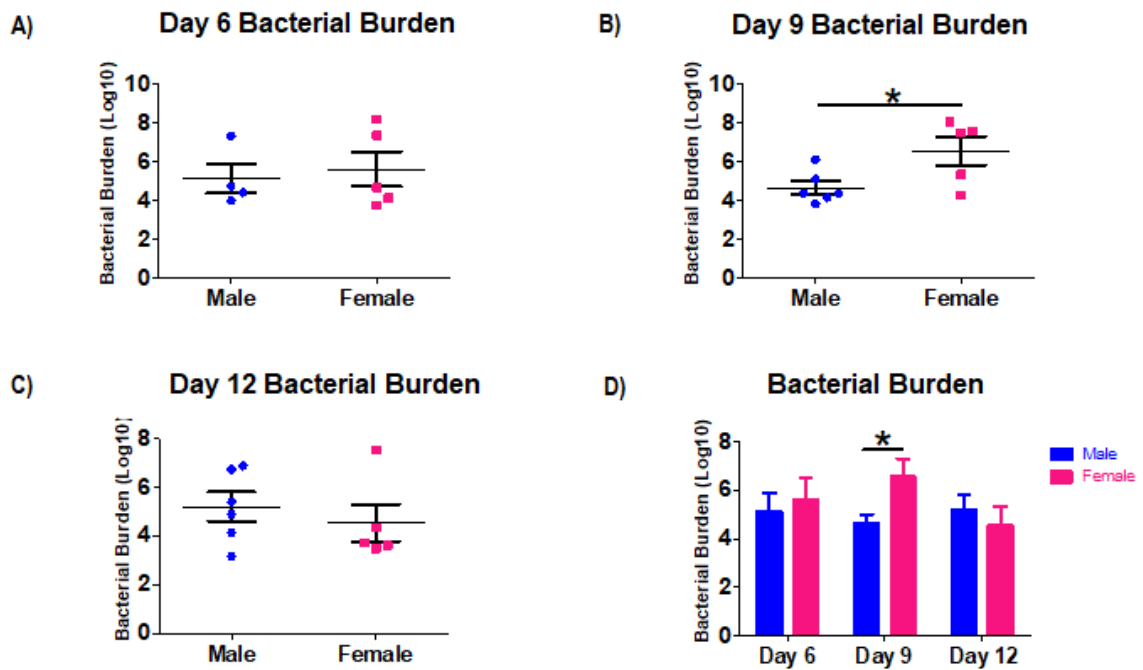 A)
Day 6 Bacterial Burden
Bacterial Burden (Log10)
10
8
6
4
2
0
Male
Female
B)
Day 9 Bacterial Burden
Bacterial Burden (Log10)
10
8
6
4
2
0
*
Male
Female
C)
Day 12 Bacterial Burden
Bacterial Burden (Log10)
8
6
4
2
0
Male
Female
D)
Bacterial Burden
Bacterial Burden (Log10)
8
6
4
2
0
*
Day 6
Day 9
Day 12
Male
Female